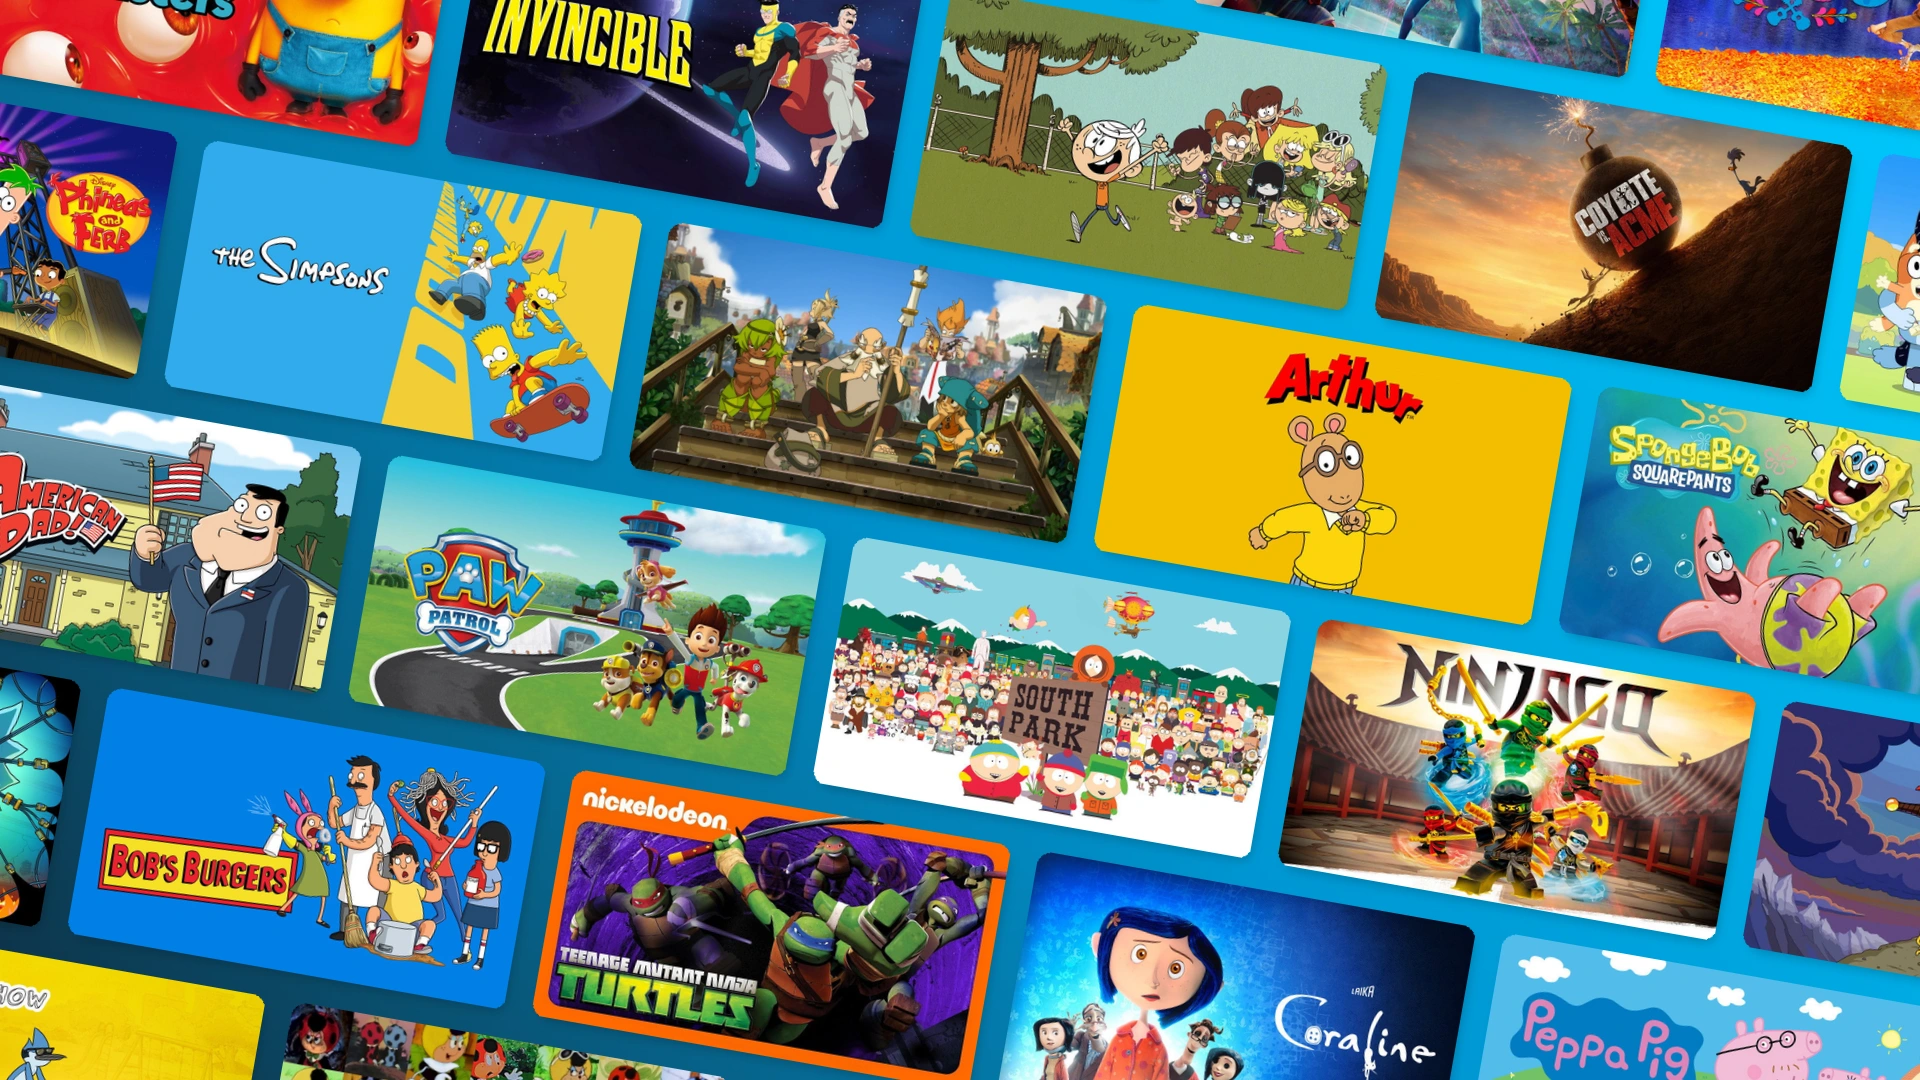 INVINCIBLE
Disney
Phineas
and
FERB
THE SIMPSONS
COYOTE
VS.
ACME
Arthur
SPONGEBOB
SQUAREPANTS
AMERICAN
DAD!
PAW
PATROL
SOUTH
PARK
NINJAGO
BOB'S BURGERS
nickelodeon
TEENAGE MUTANT NINJA
TURTLES
LAIKA
Coraline
Peppa Pig